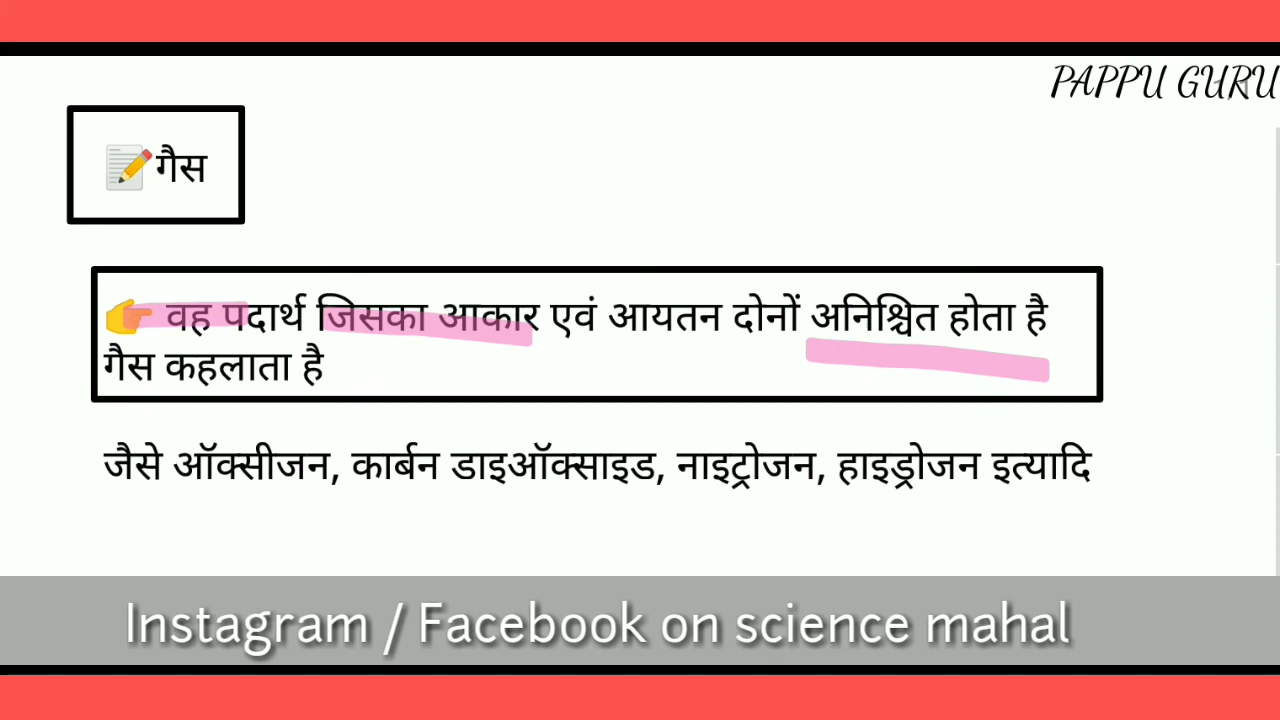 PAPPU GURU
📝गैस
👉 वह पदार्थ जिसका आकार एवं आयतन दोनों अनिश्चित होता है
गैस कहलाता है
जैसे ऑक्सीजन, कार्बन डाइऑक्साइड, नाइट्रोजन, हाइड्रोजन इत्यादि
Instagram / Facebook on science mahal